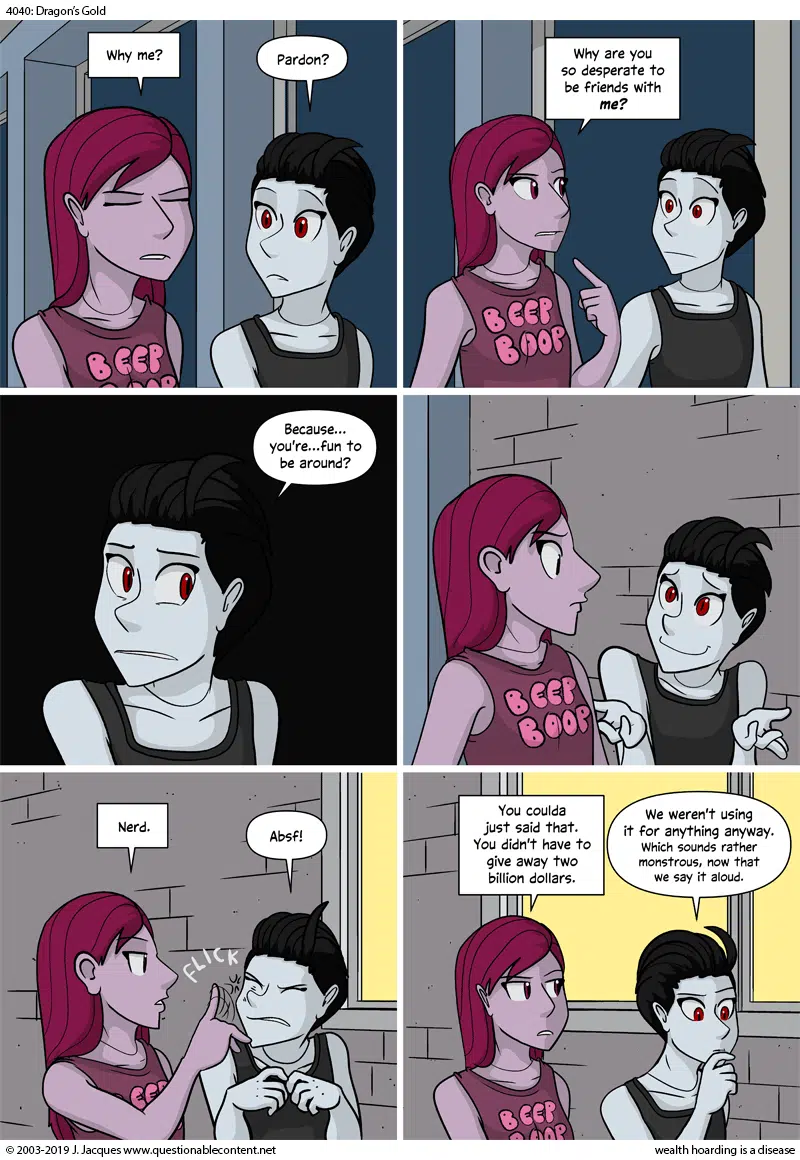 4040: Dragon's Gold
Why me?
Pardon?
BEEP
BOOP
Why are you
so desperate to
be friends with
me?
BEEP
BOOP
Because...
you're...fun to
be around?
BEEP
BOOP
Nerd.
Absf!
FLICK
BEEP
You coulda
just said that.
You didn't have to
give away two
billion dollars.
We weren't using
it for anything anyway.
Which sounds rather
monstrous, now that
we say it aloud.
BEEP
BOOP
© 2003-2019 J. Jacques www.questionablecontent.net
wealth hoarding is a disease